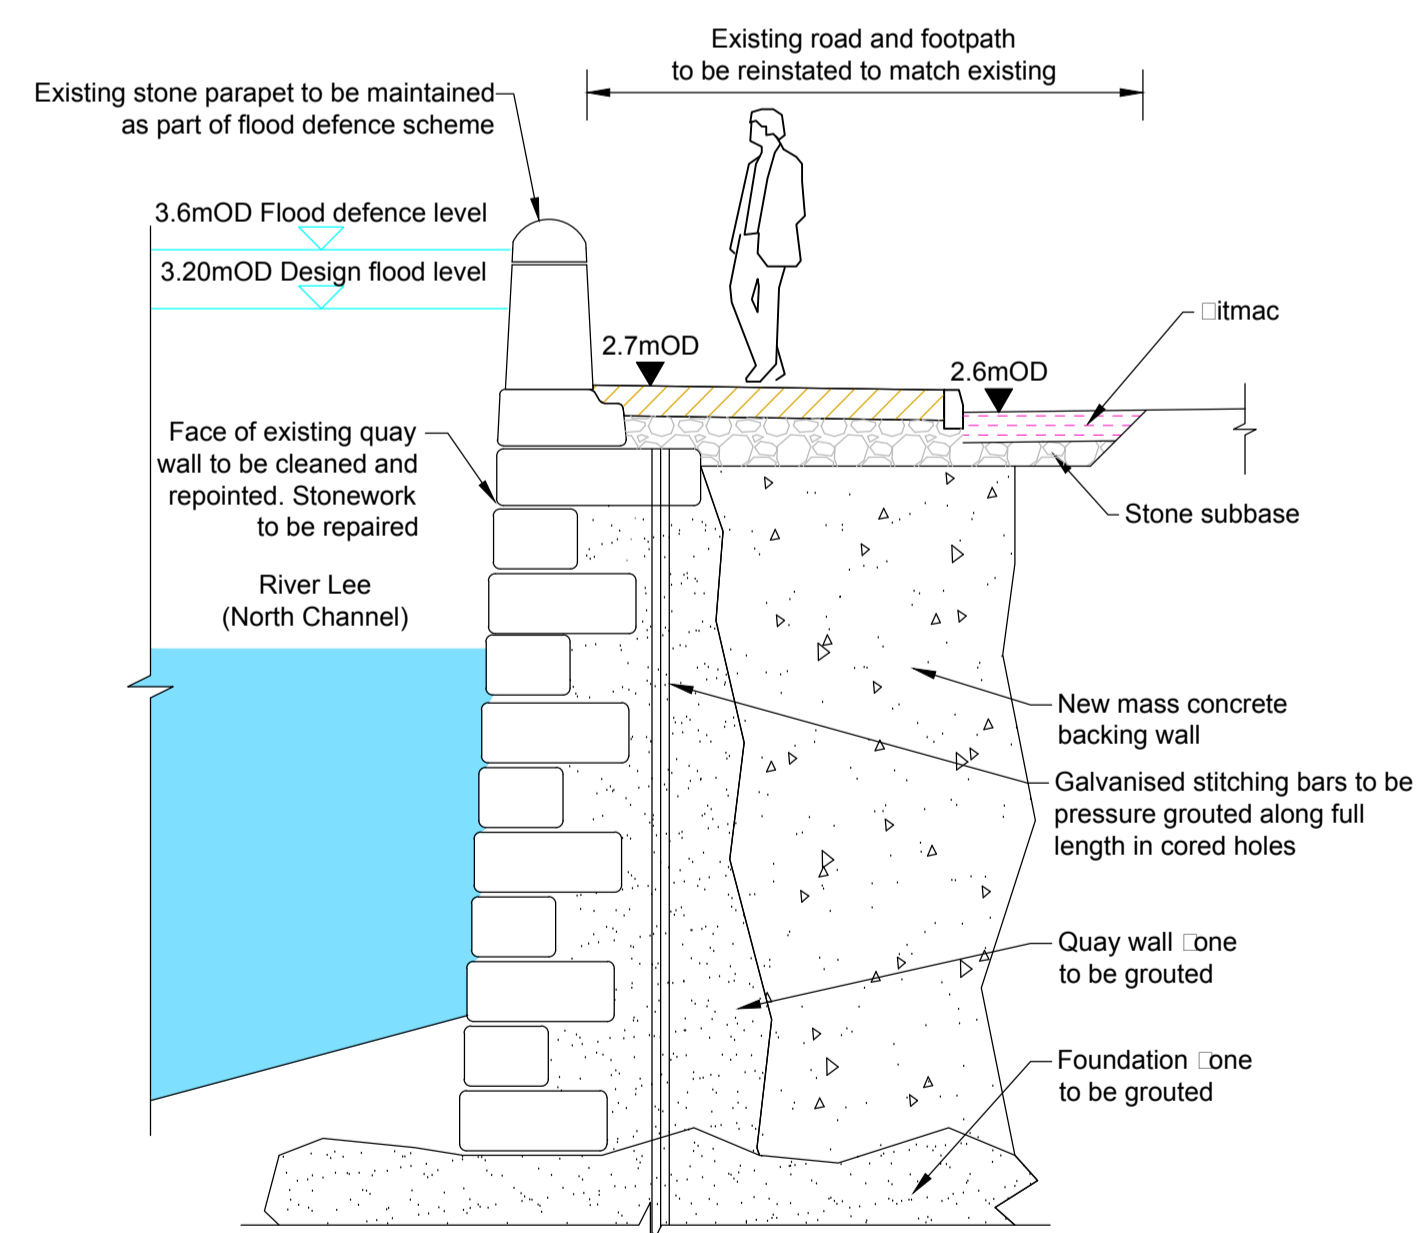 Existing road and footpath
to be reinstated to match existing
Existing stone parapet to be maintained
as part of flood defence scheme
3.6mOD Flood defence level
3.20mOD Design flood level
2.7mOD
2.6mOD
□itmac
Face of existing quay
wall to be cleaned and
repointed. Stonework
to be repaired
Stone subbase
River Lee
(North Channel)
New mass concrete
backing wall
Galvanised stitching bars to be
pressure grouted along full
length in cored holes
Quay wall □one
to be grouted
Foundation □one
to be grouted